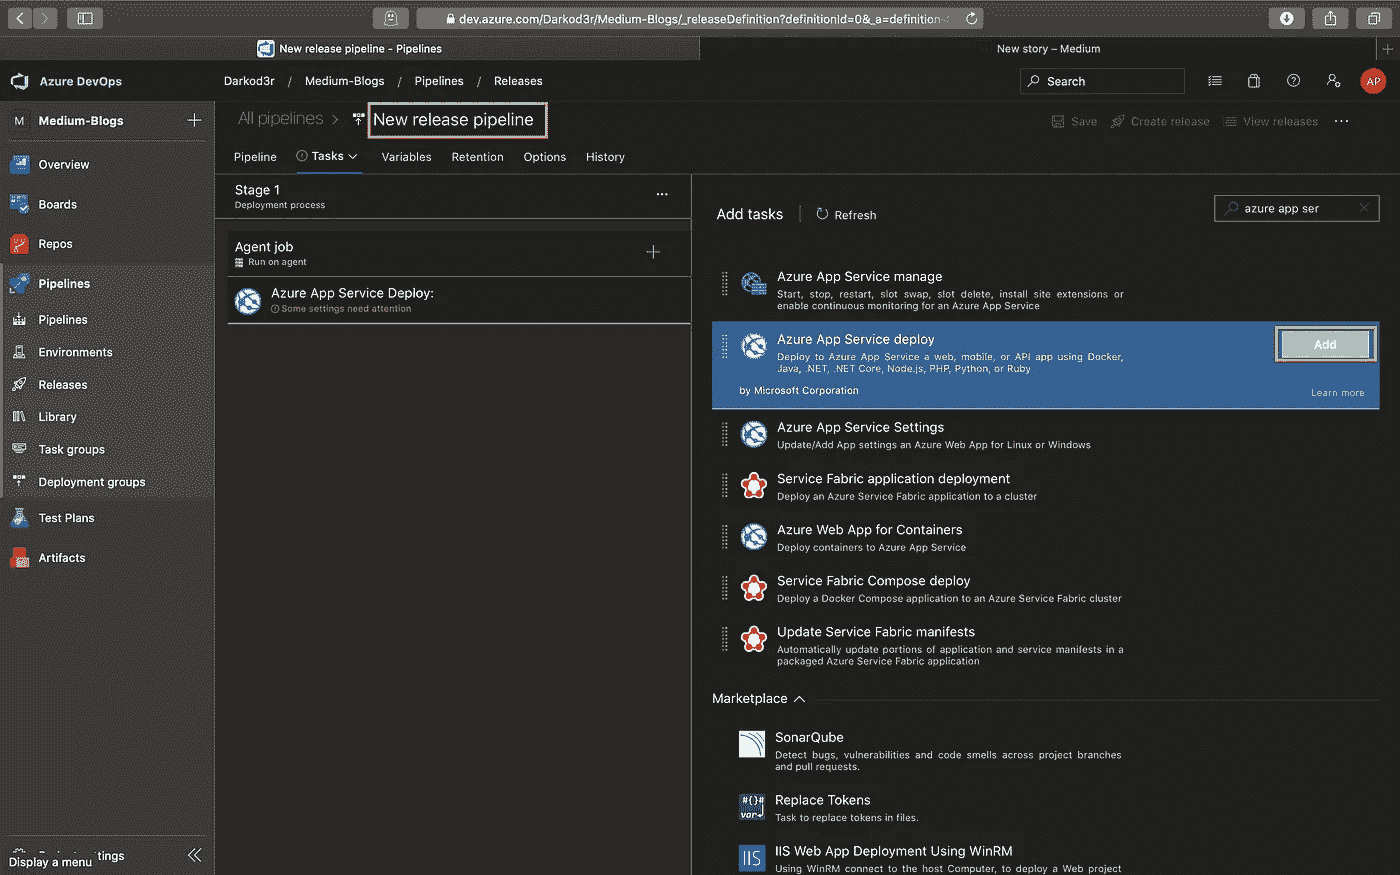 dev.azure.com/Darkod3r/Medium-Blogs/_releaseDefinition?definitionId=0&_a=definition-
New release pipeline - Pipelines
New story – Medium
Azure DevOps
Darkod3r / Medium-Blogs / Pipelines / Releases
Search
AP
M Medium-Blogs
All pipelines > New release pipeline
Save Create release View releases ...
Pipeline Tasks Variables Retention Options History
Overview
Boards
Repos
Pipelines
Pipelines
Environments
Releases
Library
Task groups
Deployment groups
Test Plans
Artifacts
tings
Display a menu
Stage 1
Deployment process
Agent job
Run on agent
Azure App Service Deploy:
Some settings need attention
Add tasks | Refresh
azure app ser
Azure App Service manage
Start, stop, restart, slot swap, slot delete, install site extensions or
enable continuous monitoring for an Azure App Service
Azure App Service deploy
Deploy to Azure App Service a web, mobile, or API app using Docker,
Java, .NET, .NET Core, Node.js, PHP, Python, or Ruby
by Microsoft Corporation
Add
Learn more
Azure App Service Settings
Update/Add App settings an Azure Web App for Linux or Windows
Service Fabric application deployment
Deploy an Azure Service Fabric application to a cluster
Azure Web App for Containers
Deploy containers to Azure App Service
Service Fabric Compose deploy
Deploy a Docker Compose application to an Azure Service Fabric cluster
Update Service Fabric manifests
Automatically update portions of application and service manifests in a
packaged Azure Service Fabric application
Marketplace
SonarQube
Detect bugs, vulnerabilities and code smells across project branches
and pull requests.
#{}#
var
Replace Tokens
Task to replace tokens in files.
IIS
IIS Web App Deployment Using WinRM
Using WinRM connect to the host Computer, to deploy a Web project